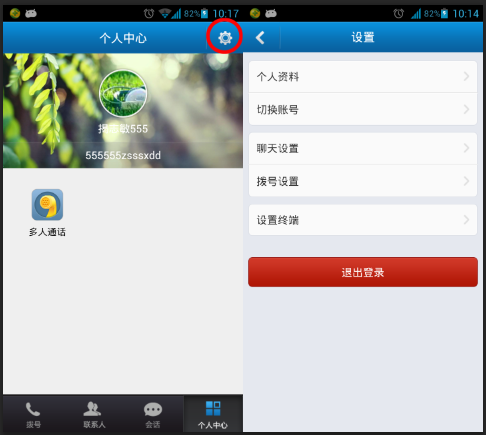 82% 10:17
个人中心
555555zsssxdd
多人通话
拨号
联系人
会话
个人中心
82% 10:14
设置
个人资料
切换账号
聊天设置
拨号设置
设置终端
退出登录